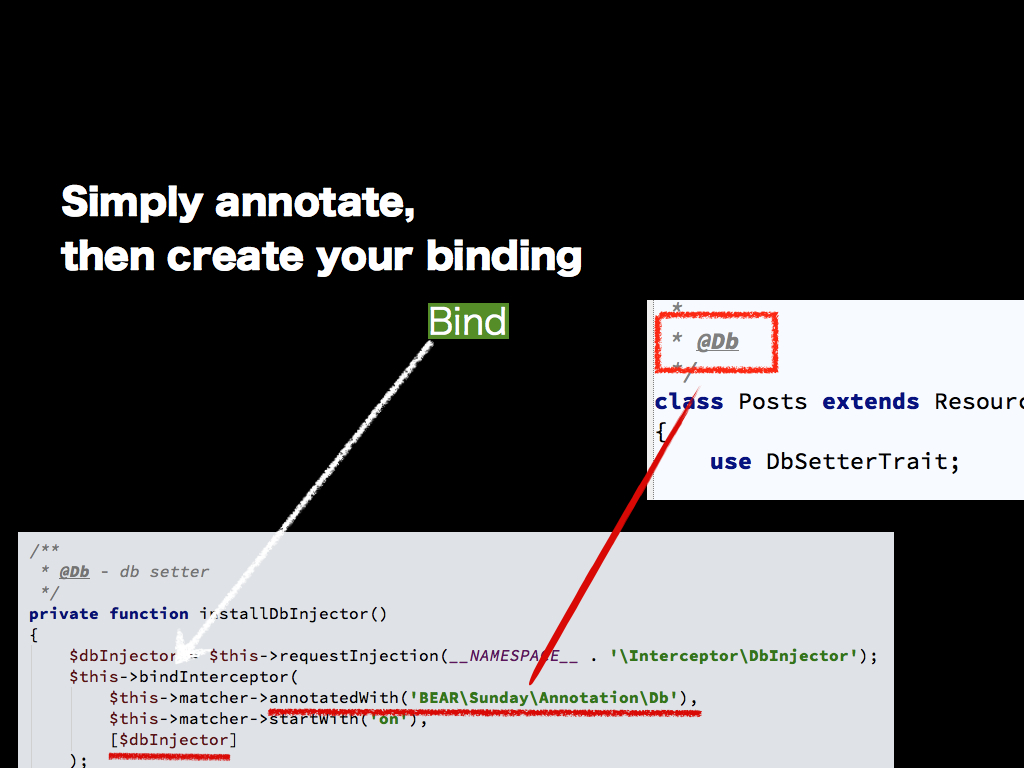 Simply annotate,
then create your binding
Bind
*
* @Db
*/
class Posts extends Resourc
{
use DbSetterTrait;
/**
* @Db - db setter
*/
private function installDbInjector()
{
$dbInjector = $this->requestInjection(__NAMESPACE__ . '\Interceptor\DbInjector');
$this->bindInterceptor(
$this->matcher->annotatedWith('BEAR\Sunday\Annotation\Db'),
$this->matcher->startWith('on'),
[$dbInjector]
);